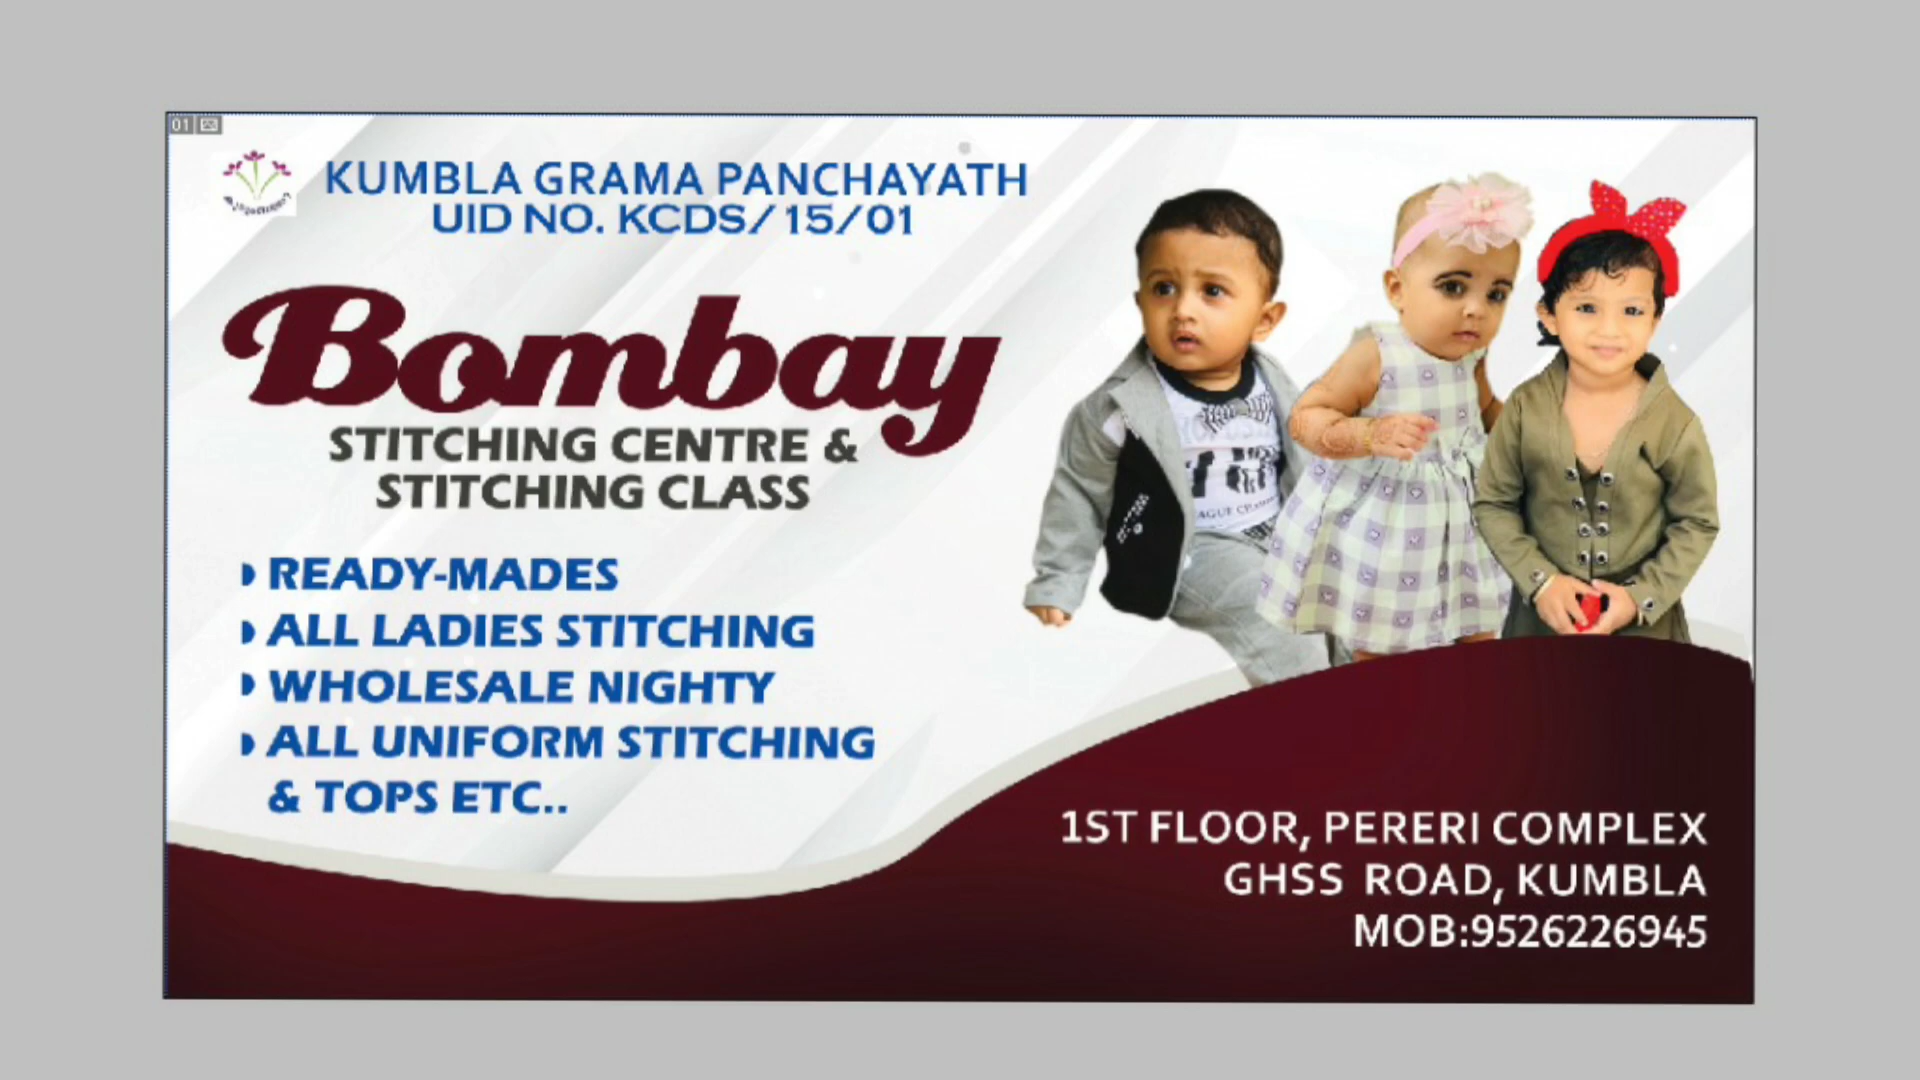 01
KUMBLA GRAMA PANCHAYATH
UID NO. KCDS/15/01
Bombay
STITCHING CENTRE &
STITCHING CLASS
READY-MADES
ALL LADIES STITCHING
WHOLESALE NIGHTY
ALL UNIFORM STITCHING
& TOPS ETC..
1ST FLOOR, PERERI COMPLEX
GHSS ROAD, KUMBLA
MOB:9526226945